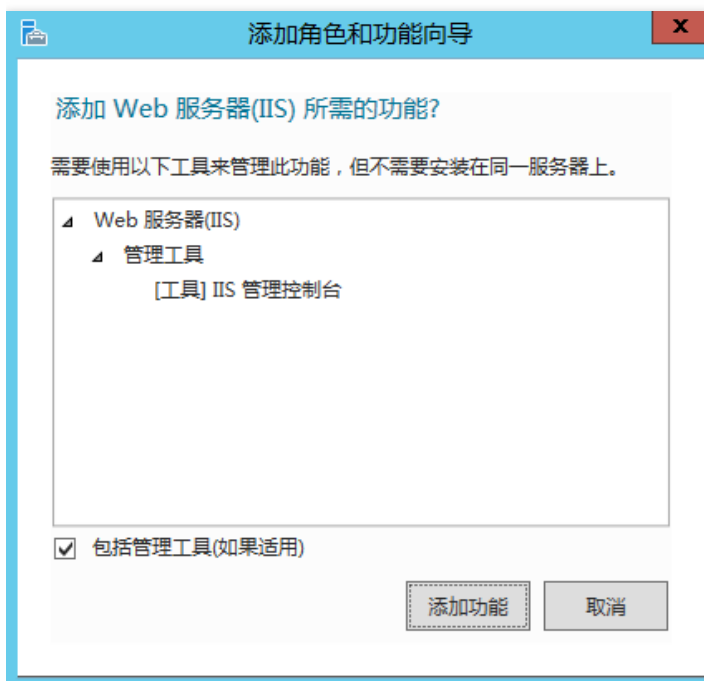 添加角色和功能向导
x
添加 Web 服务器(IIS) 所需的功能?
需要使用以下工具来管理此功能，但不需要安装在同一服务器上。
Web 服务器(IIS)
管理工具
[工具] IIS 管理控制台
包括管理工具(如果适用)
添加功能 取消